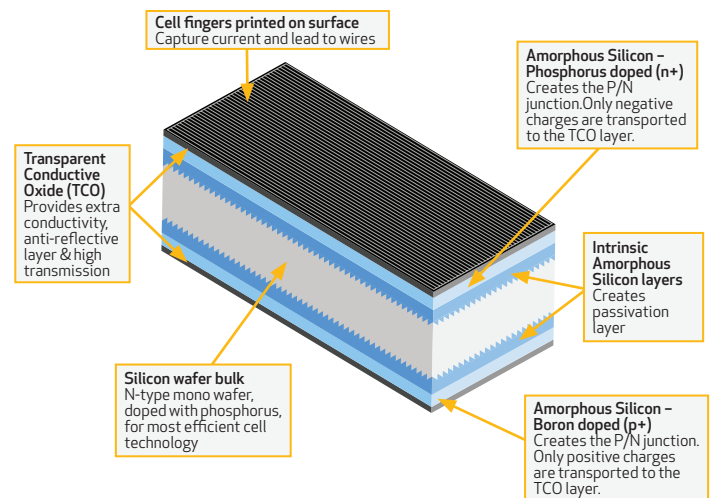 Cell fingers printed on surface
Capture current and lead to wires
Amorphous Silicon –
Phosphorus doped (n+)
Creates the P/N
junction.Only negative
charges are transported
to the TCO layer.
Transparent
Conductive
Oxide (TCO)
Provides extra
conductivity,
anti-reflective
layer & high
transmission
Intrinsic
Amorphous
Silicon layers
Creates
passivation
layer
Silicon wafer bulk
N-type mono wafer,
doped with phosphorus,
for most efficient cell
technology
Amorphous Silicon –
Boron doped (p+)
Creates the P/N junction.
Only positive charges
are transported to the
TCO layer.